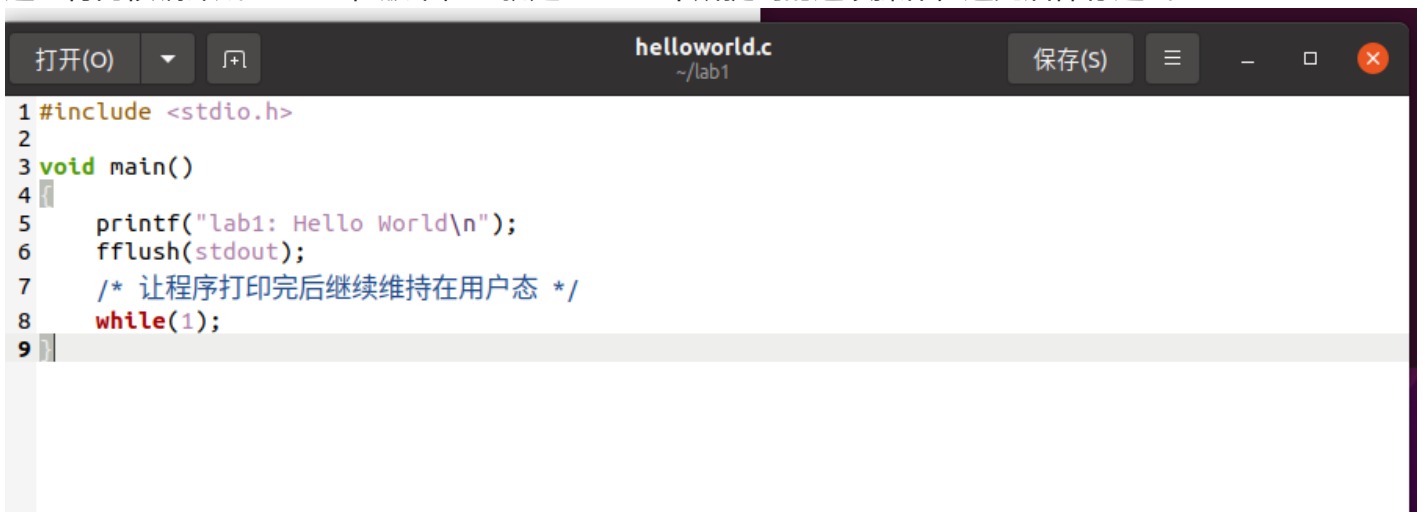 打开(O)
helloworld.c
~/lab1
保存(S)
1 #include <stdio.h>
2
3 void main()
4 {
5     printf("lab1: Hello World\n");
6     fflush(stdout);
7     /* 让程序打印完后继续维持在用户态 */
8     while(1);
9 }